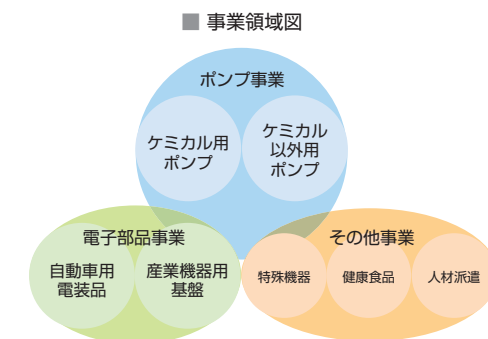 ■ 事業領域図
ポンプ事業
ケミカル用
ポンプ
ケミカル
以外用
ポンプ
電子部品事業
自動車用
電装品
産業機器用
基盤
その他事業
特殊機器
健康食品
人材派遣